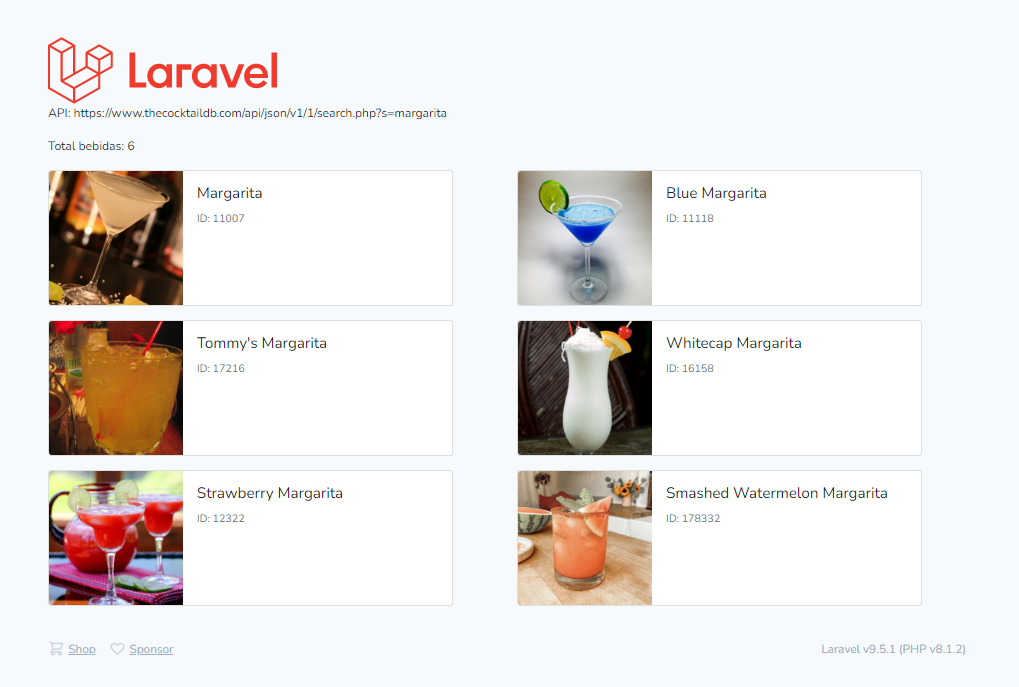 Laravel
API: https://www.thecocktaildb.com/api/json/v1/1/search.php?s=margarita
Total bebidas: 6
Margarita
ID: 11007
Blue Margarita
ID: 11118
Tommy's Margarita
ID: 17216
Whitecap Margarita
ID: 16158
Strawberry Margarita
ID: 12322
Smashed Watermelon Margarita
ID: 178332
Shop
Sponsor
Laravel v9.5.1 (PHP v8.1.2)